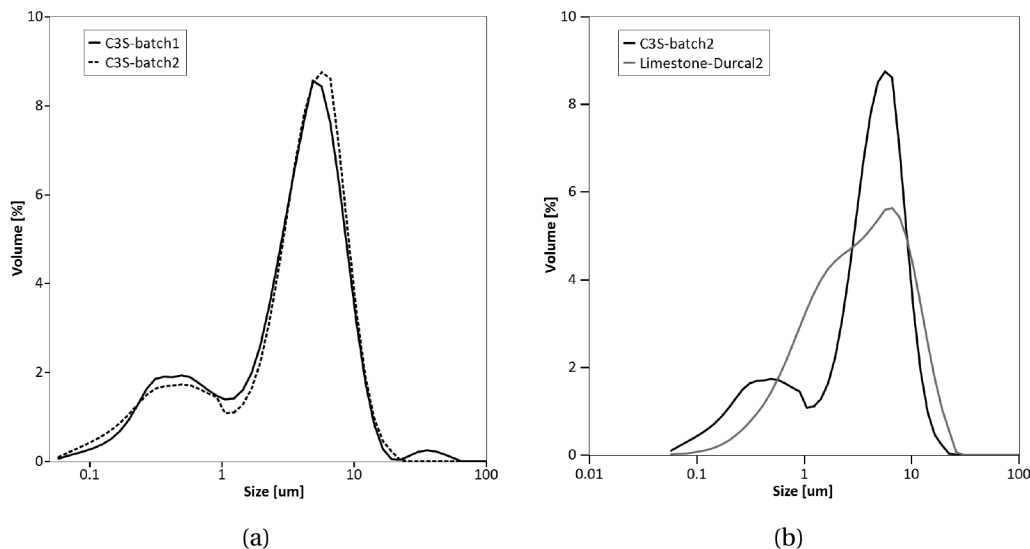 10
8
6
4
2
0
Volume [%]
C3S-batch1
C3S-batch2
0.1
1
10
100
Size [um]
(a)
10
8
6
4
2
0
Volume [%]
C3S-batch2
Limestone-Durcal2
0.01
0.1
1
10
100
Size [um]
(b)